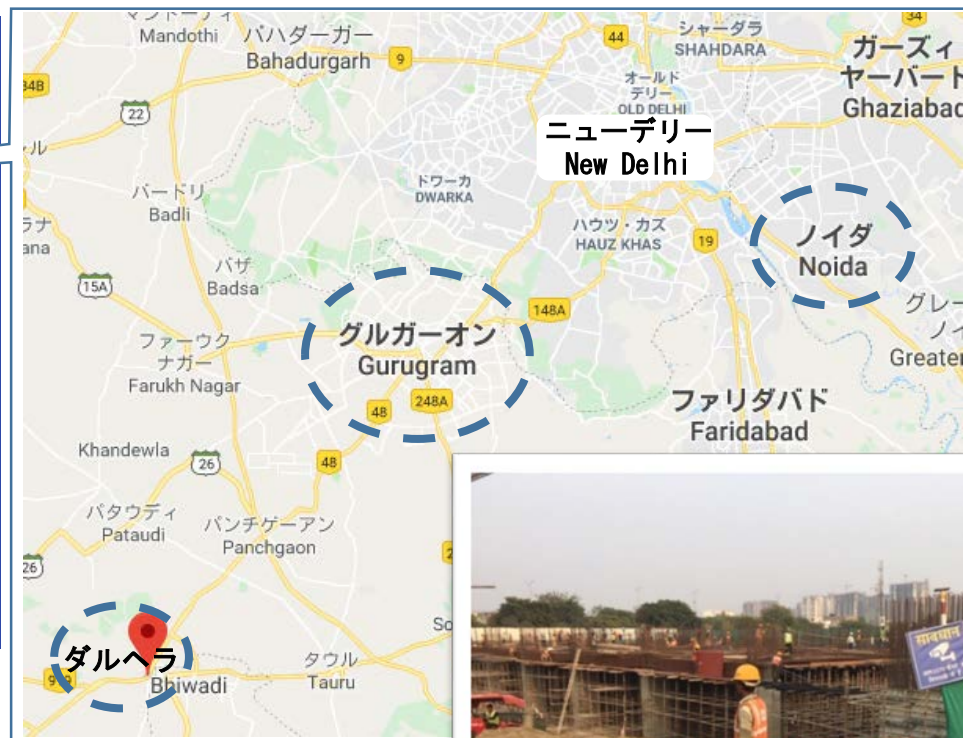 マンドーティ
Mandothi
バハダーガー
Bahadurgarh
9
44
シャーダラ
SHAHDARA
34
ガーズィ
ヤーバード
Ghaziabad
オールド
デリー
OLD DELHI
22
ニューデリー
New Delhi
バードリ
Badli
ドワーカ
DWARKA
ハウツ・カズ
HAUZ KHAS
19
ノイダ
Noida
バザ
Badsa
15A
148A
グルガーオン
Gurugram
グレー
ノイ
Greater
ファーウク
ナガー
Farukh Nagar
48
248A
ファリダバド
Faridabad
Khandewla
26
48
パタウディ
Pataudi
パンチゲーアン
Panchgaon
26
ダルヘラ
Bhiwadi
タウル
Tauru
सावधान